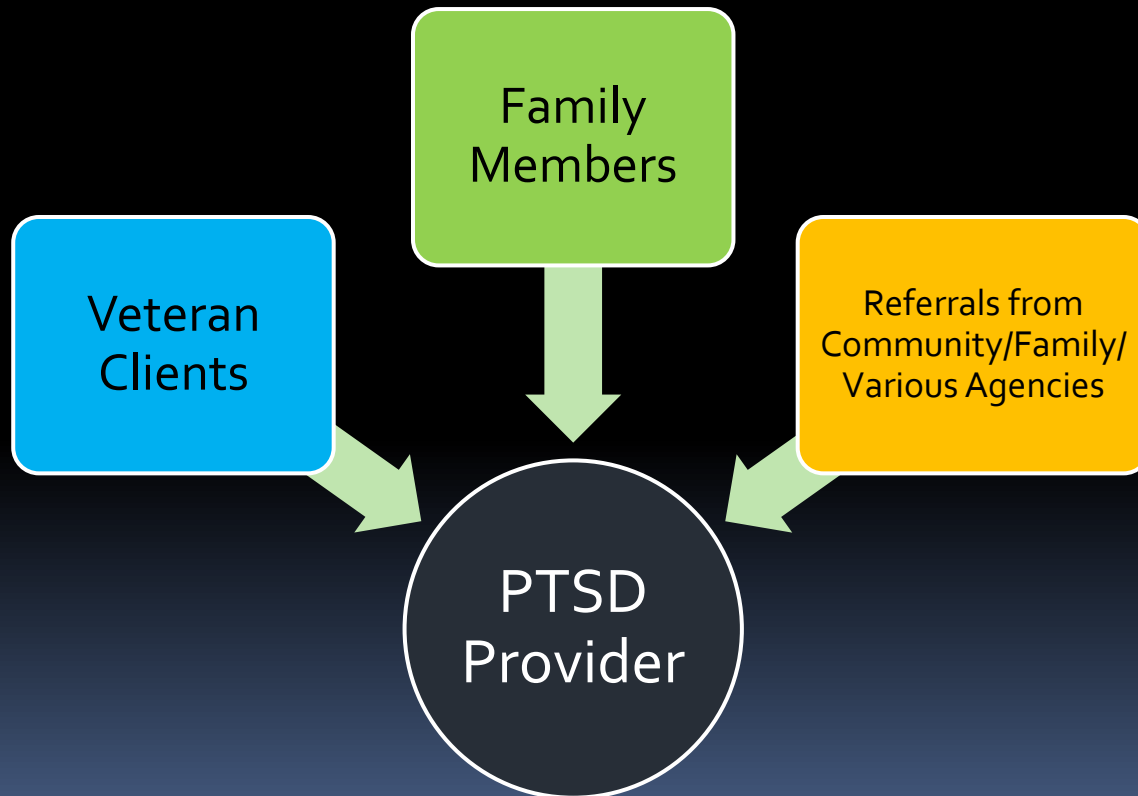 Family
Members
Veteran
Clients
Referrals from
Community/Family/
Various Agencies
PTSD
Provider